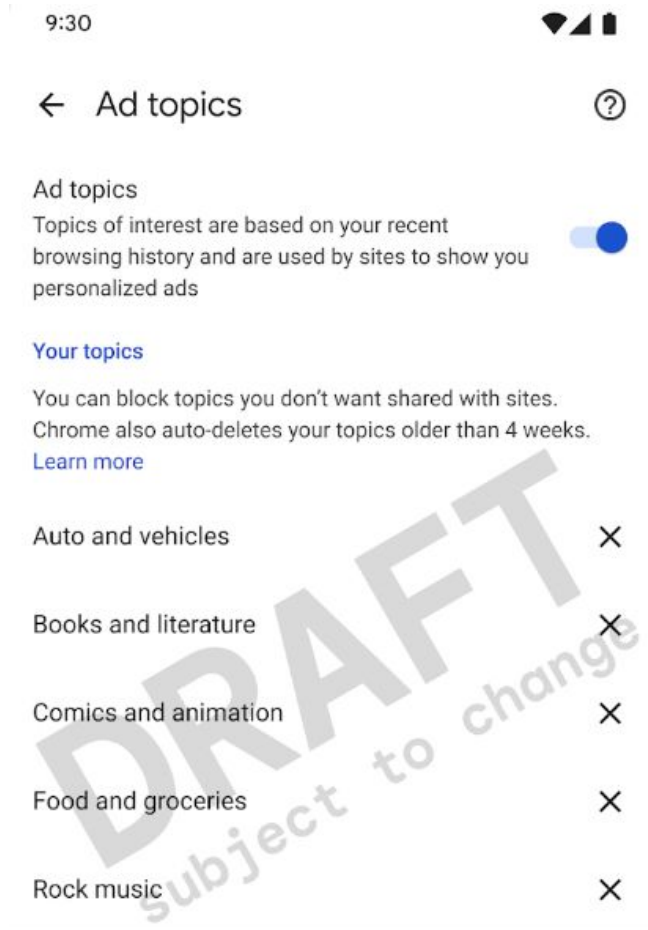 9:30
Ad topics
Ad topics
Topics of interest are based on your recent
browsing history and are used by sites to show you
personalized ads
Your topics
You can block topics you don’t want shared with sites.
Chrome also auto-deletes your topics older than 4 weeks.
Learn more
Auto and vehicles
Books and literature
Comics and animation
Food and groceries
Rock music
DRAFT
subject to change